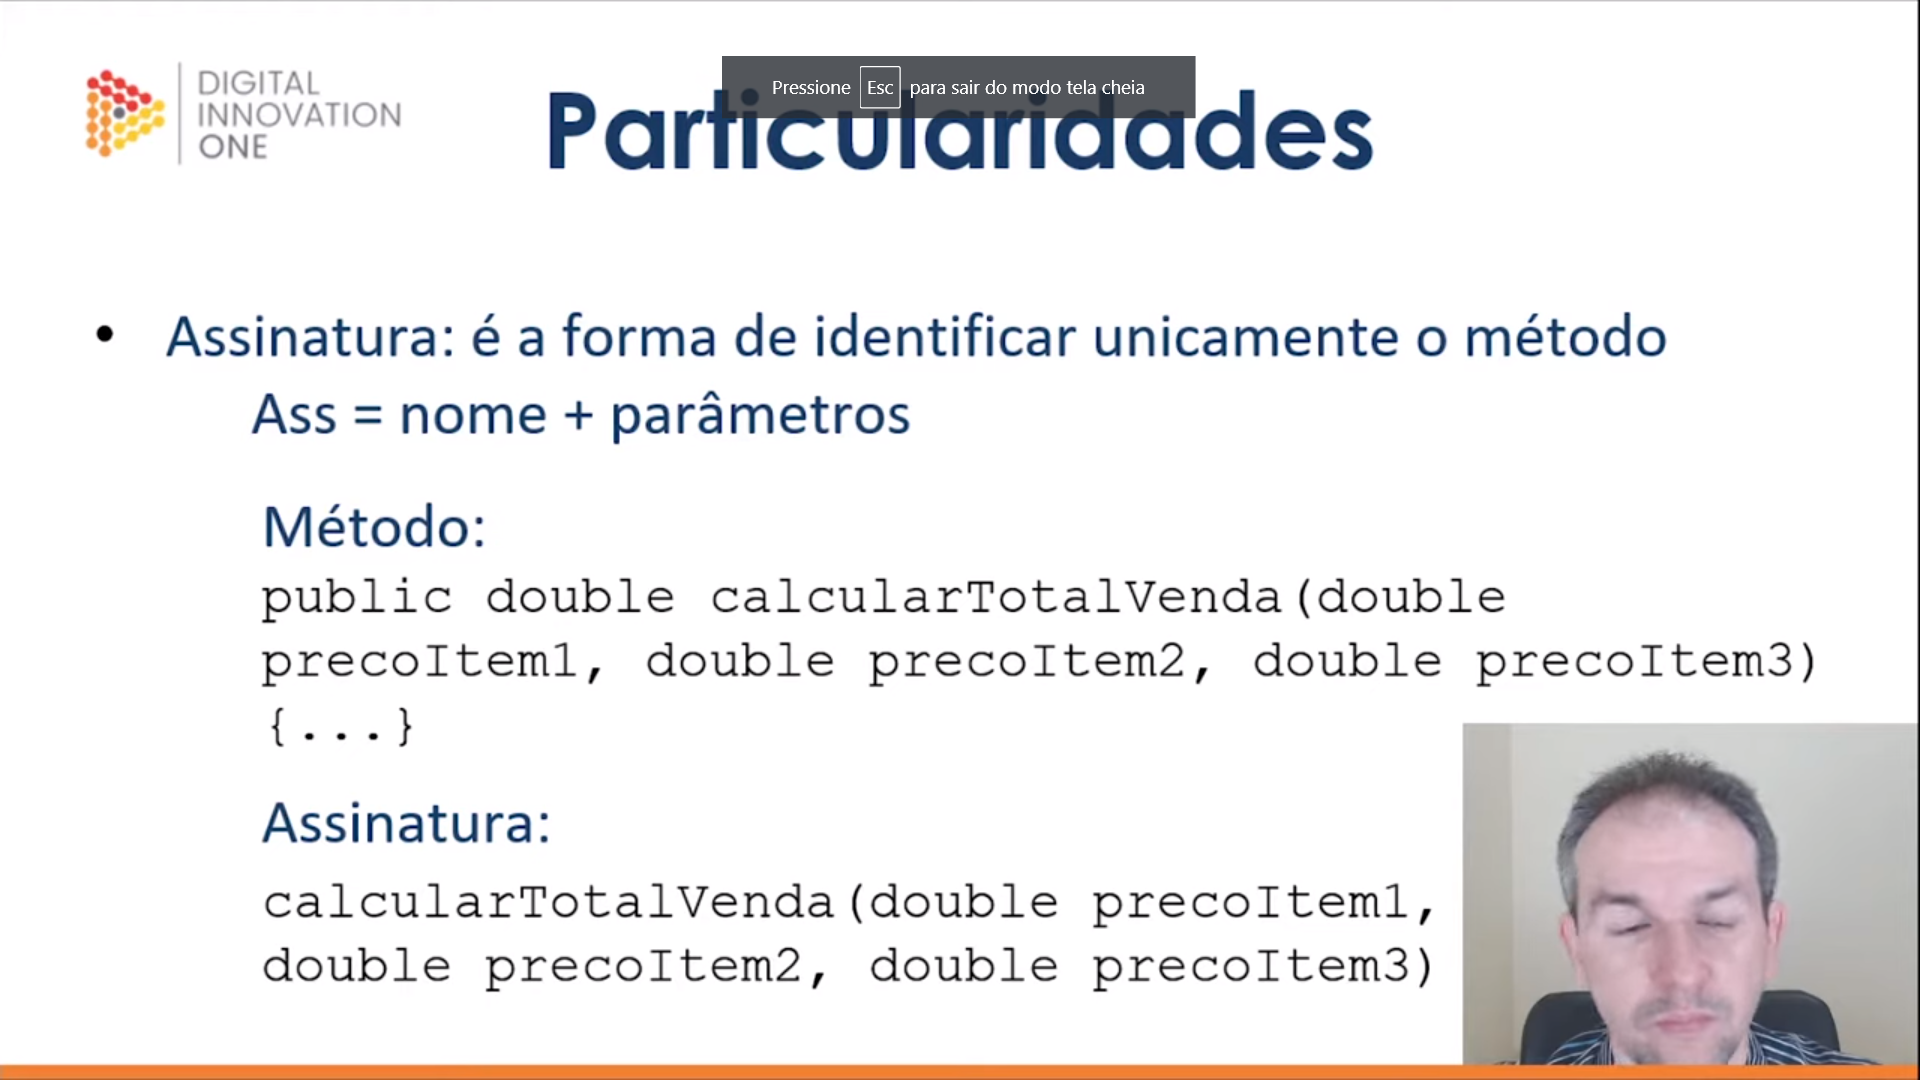 DIGITAL
INNOVATION
ONE
Pressione Esc para sair do modo tela cheia
Particularidades
• Assinatura: é a forma de identificar unicamente o método
Ass = nome + parâmetros
Método:
public double calcularTotalVenda(double
precoItem1, double precoItem2, double precoItem3)
{...}
Assinatura:
calcularTotalVenda(double precoItem1,
double precoItem2, double precoItem3)